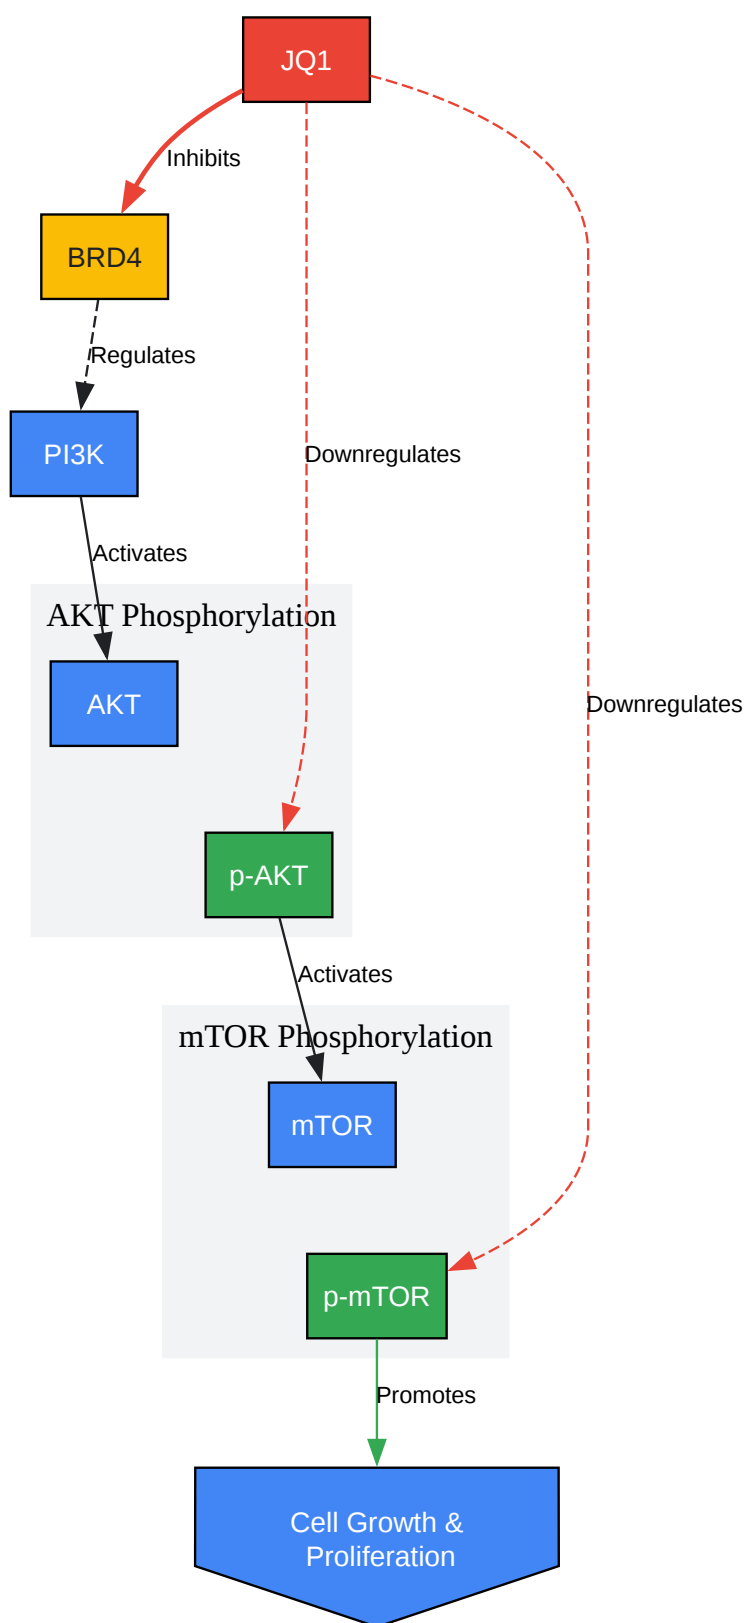 JQ1
Inhibits
BRD4
Regulates
PI3K
Downregulates
Activates
AKT Phosphorylation
AKT
Downregulates
p-AKT
Activates
mTOR Phosphorylation
mTOR
p-mTOR
Promotes
Cell Growth &
Proliferation